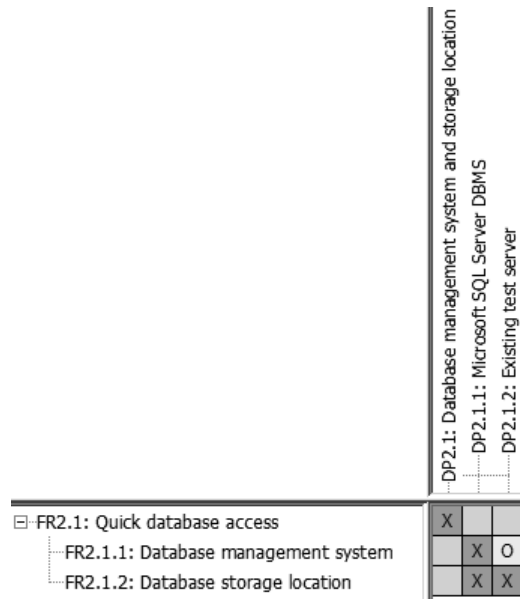 DP2.1: Database management system and storage location
DP2.1.1: Microsoft SQL Server DBMS
DP2.1.2: Existing test server
FR2.1: Quick database access
X
FR2.1.1: Database management system
X O
FR2.1.2: Database storage location
X X